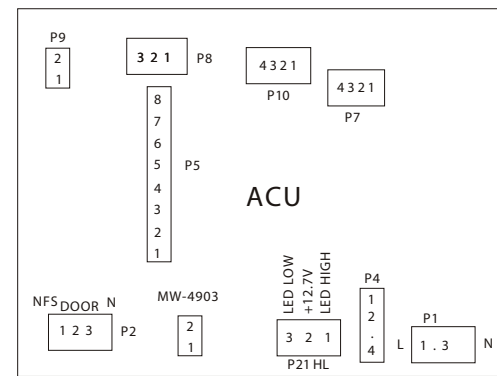 P9
2
1
3 2 1
P8
4 3 2 1
P10
4 3 2 1
P7
8
7
6
5
4
3
2
1
P5
ACU
NFS DOOR N
1 2 3
P2
MW-4903
2
1
LED LOW
+12.7V
LED HIGH
3 2 1
P21 HL
P4
1
2
.
4
P1
L
1 . 3
N